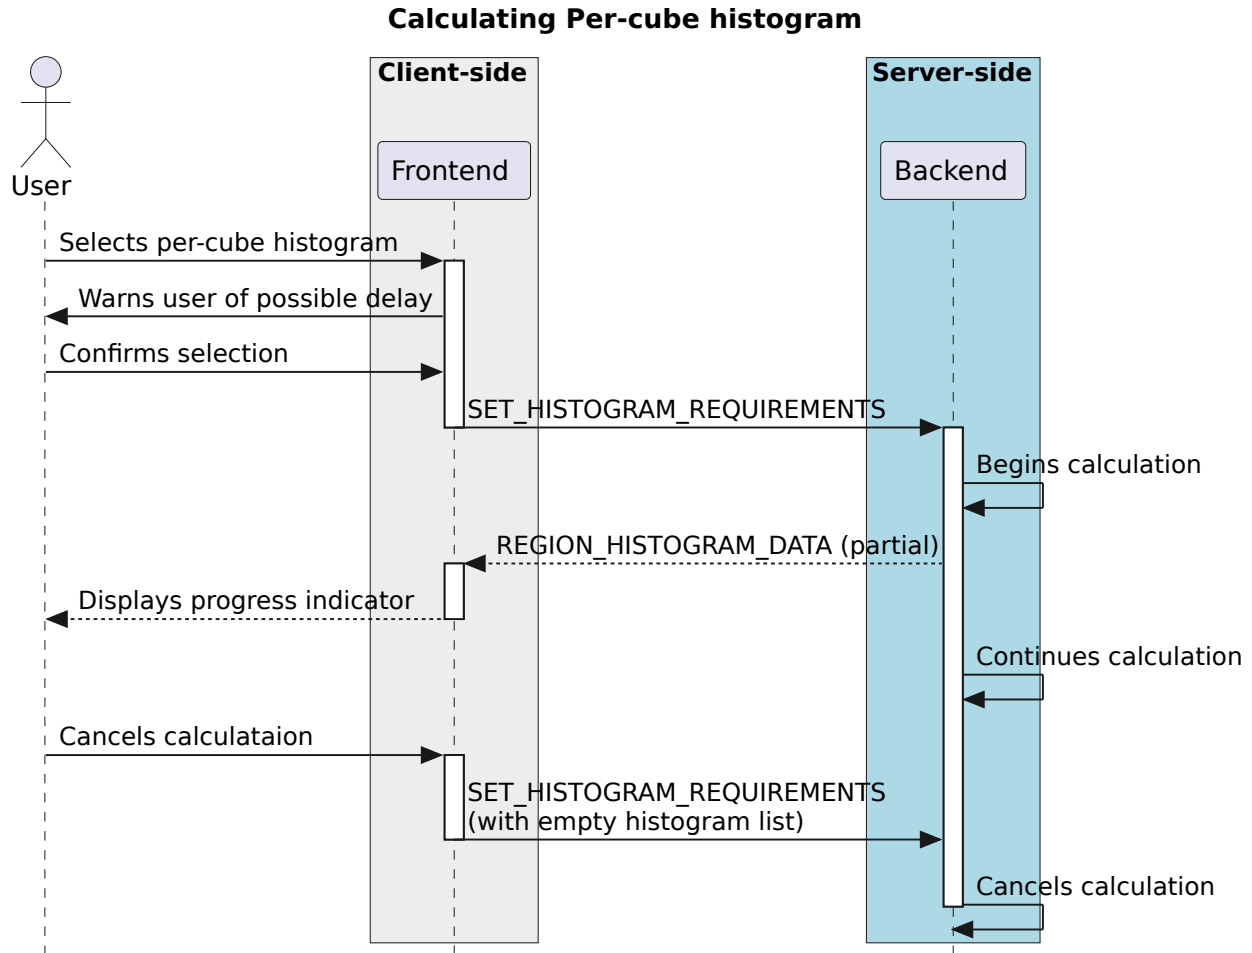 Calculating Per-cube histogram
Client-side
Server-side
User
Frontend
Backend
Selects per-cube histogram
Warns user of possible delay
Confirms selection
SET_HISTOGRAM_REQUIREMENTS
Begins calculation
REGION_HISTOGRAM_DATA (partial)
Displays progress indicator
Continues calculation
Cancels calculataion
SET_HISTOGRAM_REQUIREMENTS
(with empty histogram list)
Cancels calculation